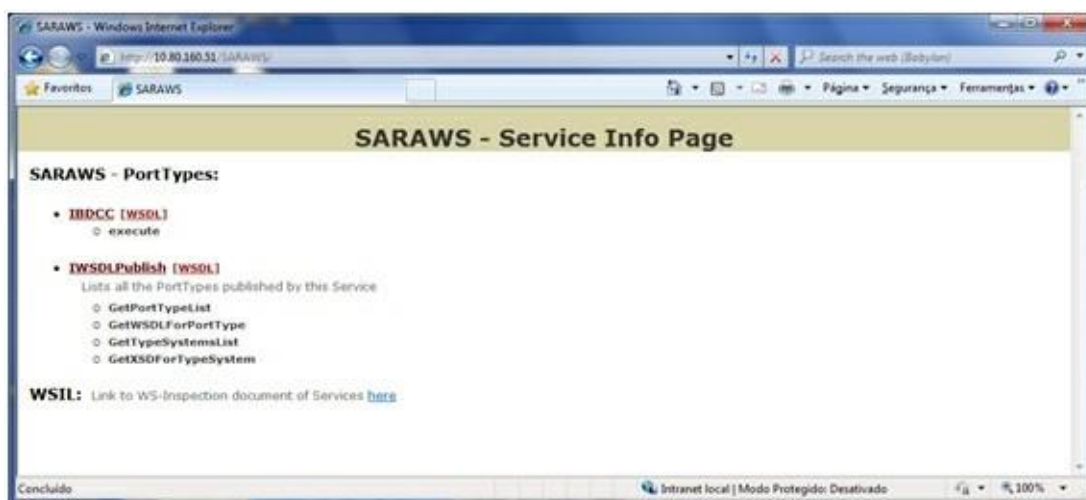 SARAWS - Windows Internet Explorer
http://10.80.160.51/SARAWS/
Search the web (Babylon)
Favoritos
SARAWS
Página
Segurança
Ferramentas
SARAWS - Service Info Page
SARAWS - PortTypes:
IBDCC [WSDL]
execute
IWSDLPublish [WSDL]
Lists all the PortTypes published by this Service
GetPortTypeList
GetWSDLForPortType
GetTypeSystemsList
GetXSDForTypeSystem
WSIL: Link to WS-Inspection document of Services here
Concluído
Intranet local | Modo Protegido: Desativado
100%